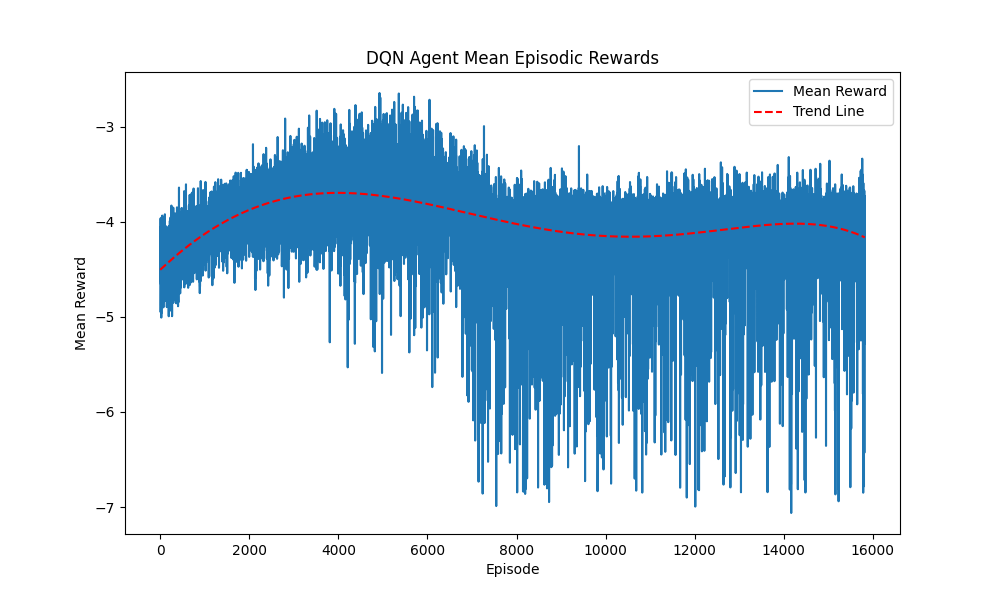 DQN Agent Mean Episodic Rewards
Mean Reward
Trend Line
−3
−4
−5
−6
−7
Mean Reward
0 2000 4000 6000 8000 10000 12000 14000 16000
Episode